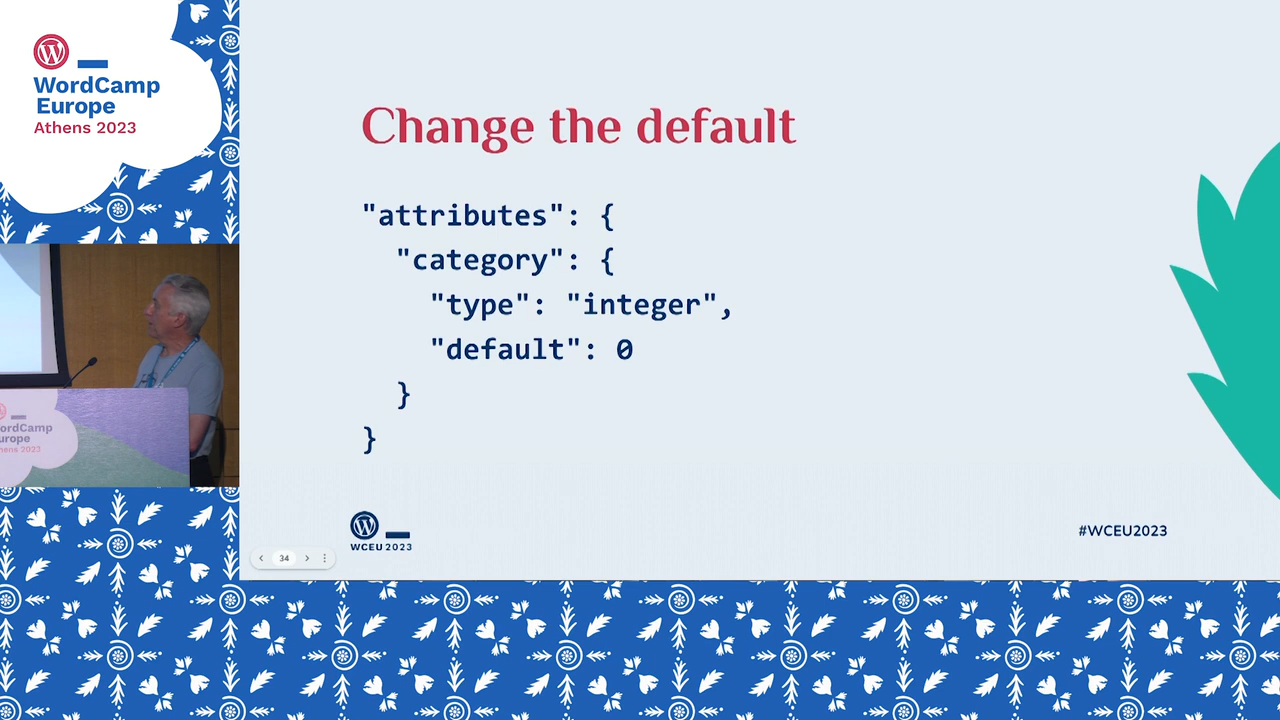 WordCamp
Europe
Athens 2023
Change the default
"attributes": {
"category": {
"type": "integer",
"default": 0
}
}
WCEU 2023
#WCEU2023
34
ordCamp
urope
hens 2023